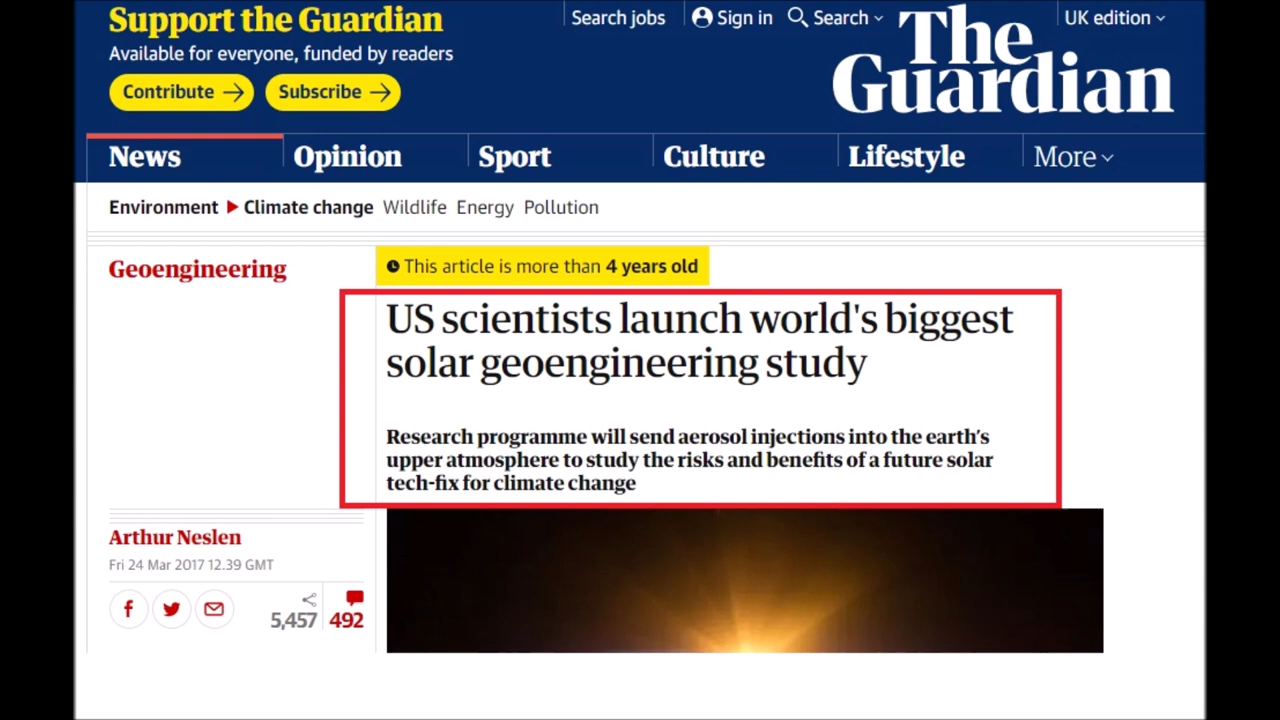 Support the Guardian
Available for everyone, funded by readers
Contribute
Subscribe
Search jobs
Sign in
Search
UK edition
The
Guardian
News
Opinion
Sport
Culture
Lifestyle
More
Environment
Climate change
Wildlife
Energy
Pollution
Geoengineering
This article is more than 4 years old
US scientists launch world's biggest
solar geoengineering study
Research programme will send aerosol injections into the earth's
upper atmosphere to study the risks and benefits of a future solar
tech-fix for climate change
Arthur Neslen
Fri 24 Mar 2017 12.39 GMT
5,457
492